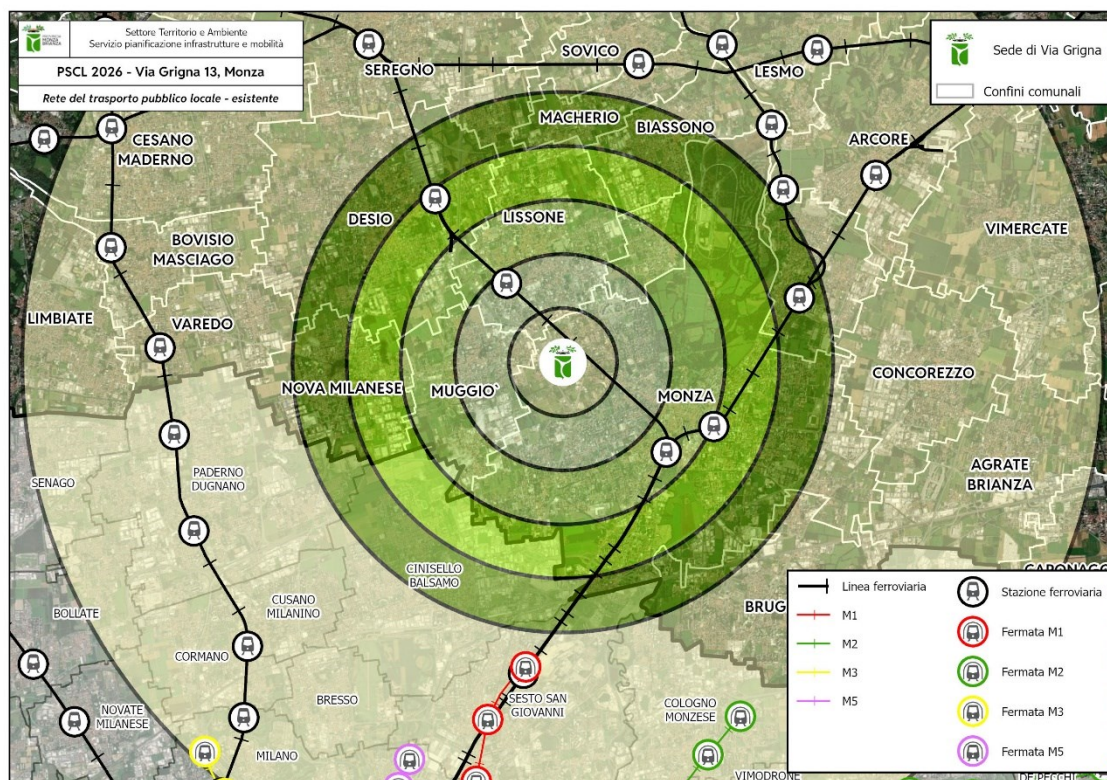 PROVINCIA
MONZA
BRIANZA
Settore Territorio e Ambiente
Servizio pianificazione infrastrutture e mobilità
PSCL 2026 - Via Grigna 13, Monza
Rete del trasporto pubblico locale - esistente
Sede di Via Grigna
Confini comunali
SEREGNO
SOVICO
LESMO
CESANO
MADERNO
MACHERIO
BIASSONO
ARCORE
DESIO
LISSONE
BOVISIO
MASCIAGO
VIMERCATE
LIMBIATE
VAREDO
NOVA MILANESE
MUGGIO`
MONZA
CONCOREZZO
SENAGO
PADERNO
DUGNANO
AGRATE
BRIANZA
CINISELLO
BALSAMO
BOLLATE
CUSANO
MILANINO
BRUG
CORMANO
BRESSO
SESTO SAN
GIOVANNI
COLOGNO
MONZESE
NOVATE
MILANESE
MILANO
VIMODRONE
Linea ferroviaria
M1
M2
M3
M5
Stazione ferroviaria
Fermata M1
Fermata M2
Fermata M3
Fermata M5